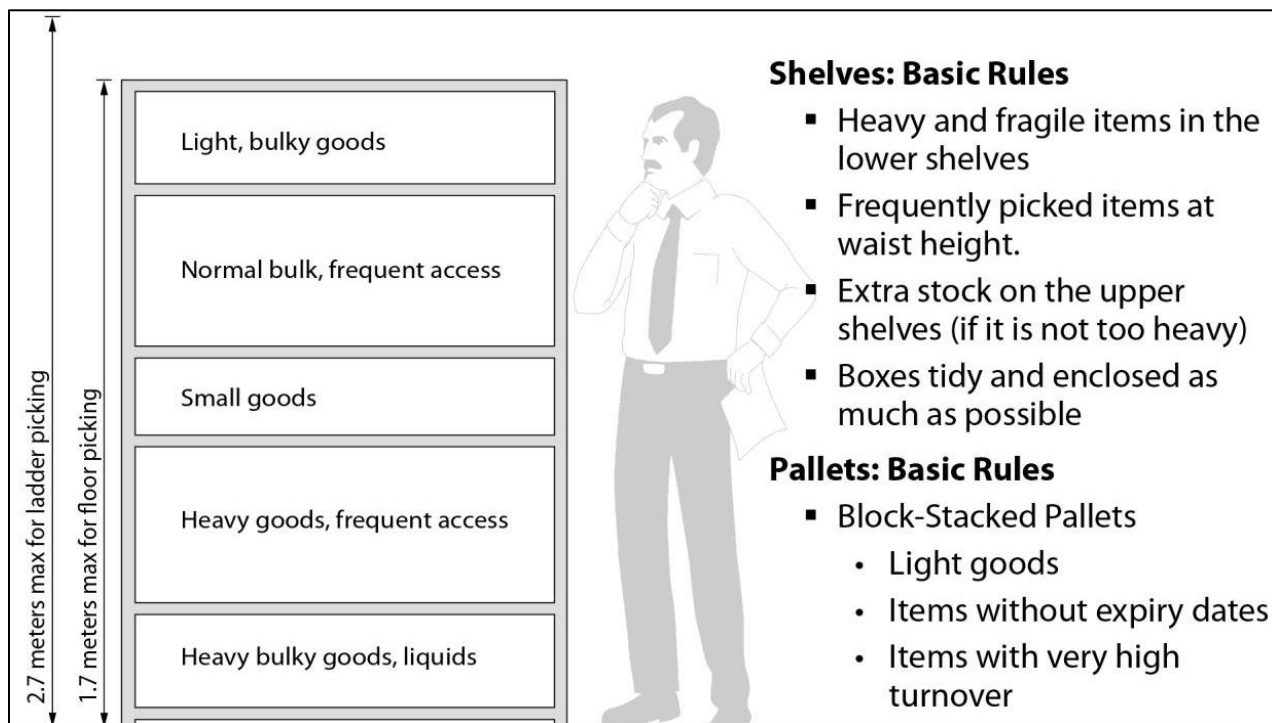 2.7 meters max for ladder picking
1.7 meters max for floor picking
Light, bulky goods
Normal bulk, frequent access
Small goods
Heavy goods, frequent access
Heavy bulky goods, liquids
Shelves: Basic Rules
▪ Heavy and fragile items in the
lower shelves
▪ Frequently picked items at
waist height.
▪ Extra stock on the upper
shelves (if it is not too heavy)
▪ Boxes tidy and enclosed as
much as possible
Pallets: Basic Rules
▪ Block-Stacked Pallets
• Light goods
• Items without expiry dates
• Items with very high
turnover